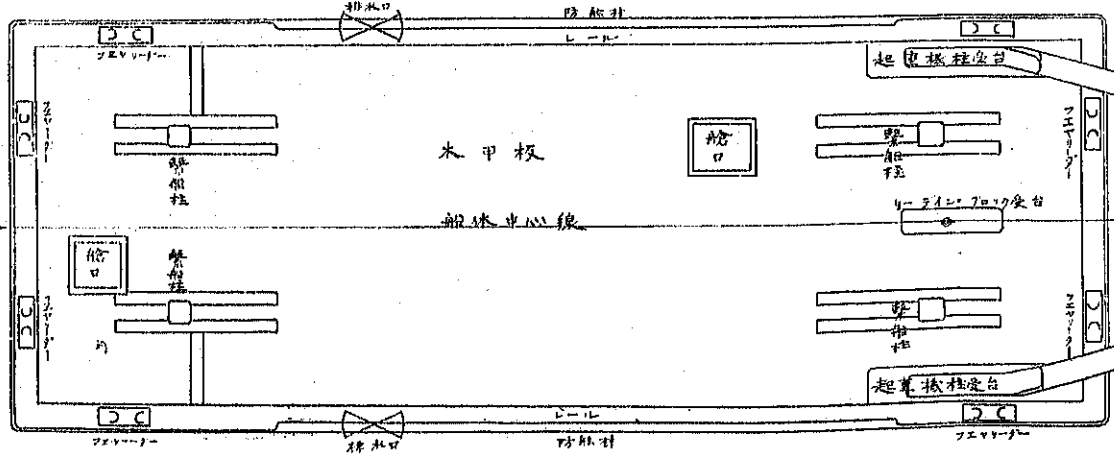 排水口
防舷材
レール
フエヤリーダー
起重機柱受台
フエヤリーダー
フエヤリーダー
繋船柱
木甲板
艙口
繋船柱
リーディングブロック受台
船体中心線
艙口
繋船柱
フエヤリーダー
フエヤリーダー
繋船柱
起重機柱受台
レール
フエヤリーダー
排水口
防舷材
フエヤリーダー